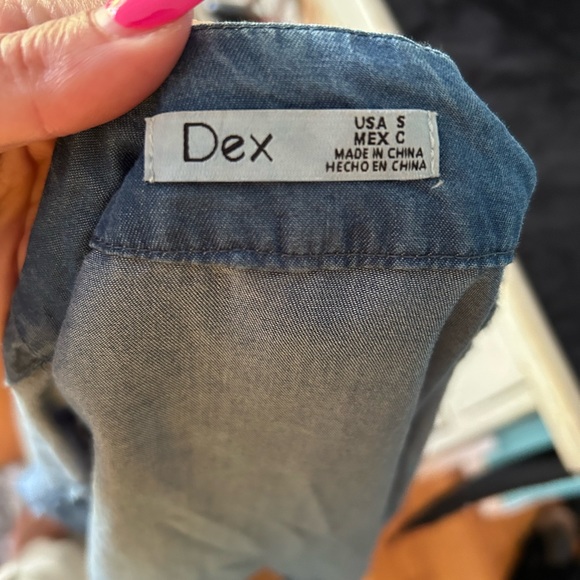 Dex
USA S
MEX C
MADE IN CHINA
HECHO EN CHINA